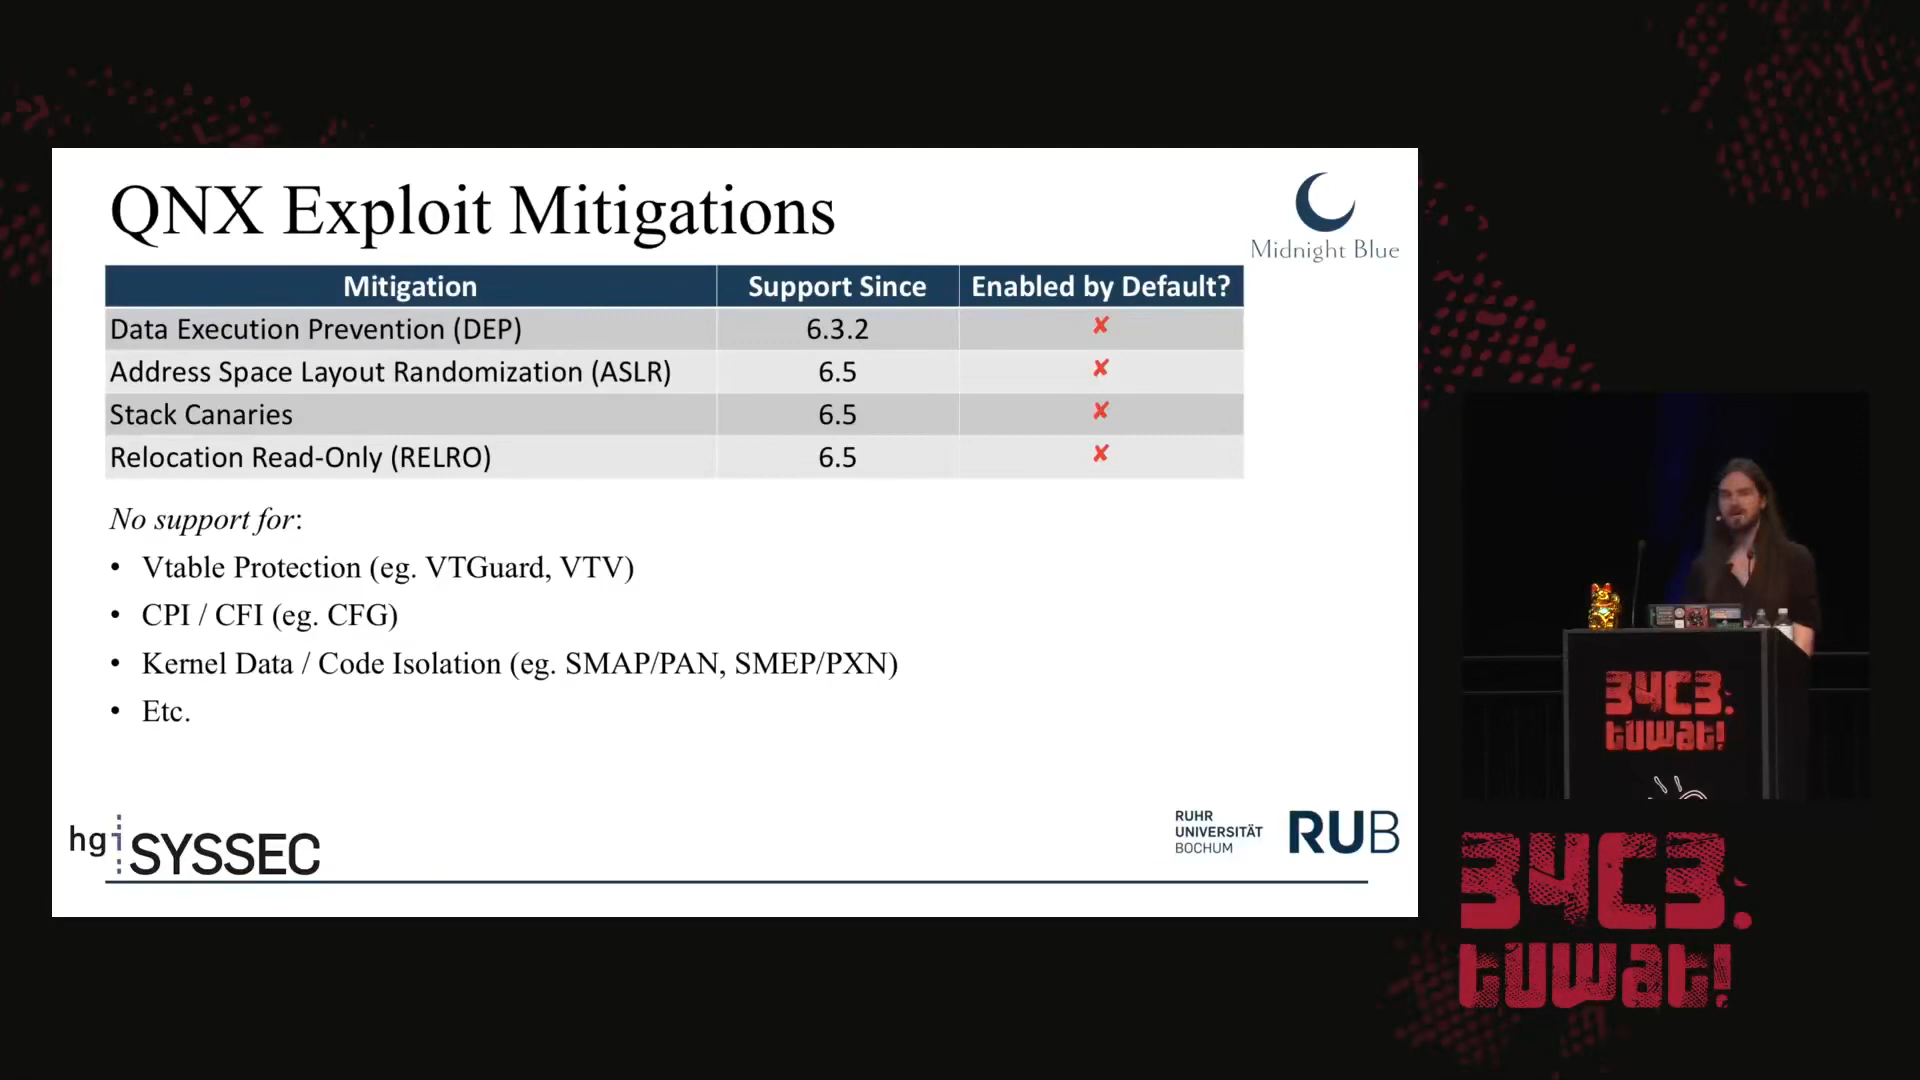 QNX Exploit Mitigations
Midnight Blue
Mitigation Support Since Enabled by Default?
Data Execution Prevention (DEP) 6.3.2 ✘
Address Space Layout Randomization (ASLR) 6.5 ✘
Stack Canaries 6.5 ✘
Relocation Read-Only (RELRO) 6.5 ✘
No support for:
• Vtable Protection (eg. VTGuard, VTV)
• CPI / CFI (eg. CFG)
• Kernel Data / Code Isolation (eg. SMAP/PAN, SMEP/PXN)
• Etc.
hgi SYSSEC
RUHR
UNIVERSITÄT
BOCHUM
RUB
34C3.
tuwat!
34C3.
tuwat!